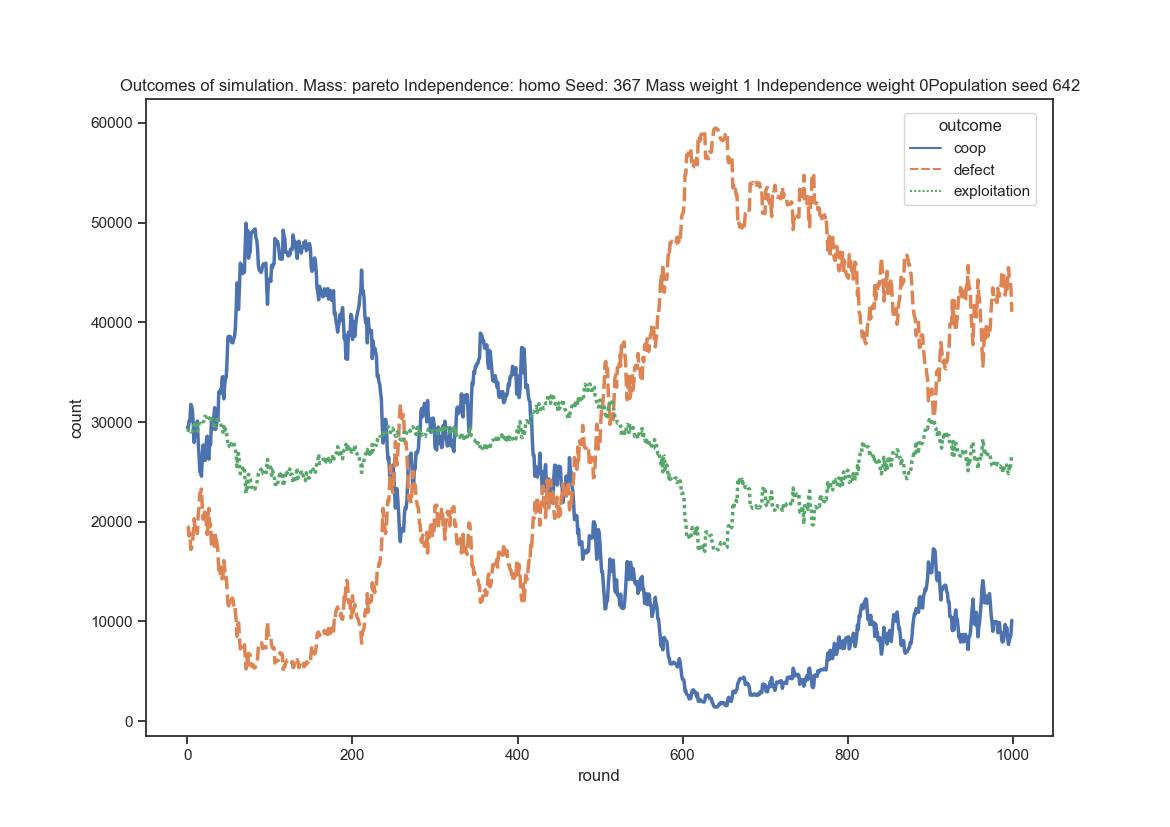 Outcomes of simulation. Mass: pareto Independence: homo Seed: 367 Mass weight 1 Independence weight 0Population seed 642
outcome
coop
defect
exploitation
60000
50000
40000
30000
20000
10000
0
count
0 200 400 600 800 1000
round